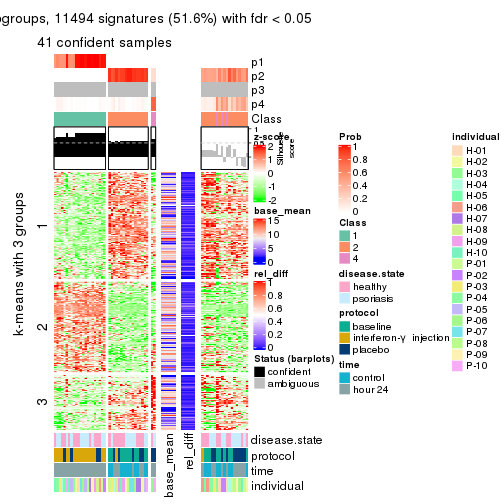 ogroups, 11494 signatures (51.6%) with fdr < 0.05
41 confident samples
p1
p2
p3
p4
Class
1
Silhouette
score
k-means with 3 groups
1
2
3
disease.state
protocol
time
individual
base_mean
rel_diff
z-score
2
1
0
-1
-2
base_mean
15
10
5
0
rel_diff
1
0.8
0.6
0.4
0.2
0
Status (barplots)
confident
ambiguous
Prob
1
0.8
0.6
0.4
0.2
0
Class
1
2
4
disease.state
healthy
psoriasis
protocol
baseline
interferon-γ injection
placebo
time
control
hour 24
individual
H-01
H-02
H-03
H-04
H-05
H-06
H-07
H-08
H-09
H-10
P-01
P-02
P-03
P-04
P-05
P-06
P-07
P-08
P-09
P-10